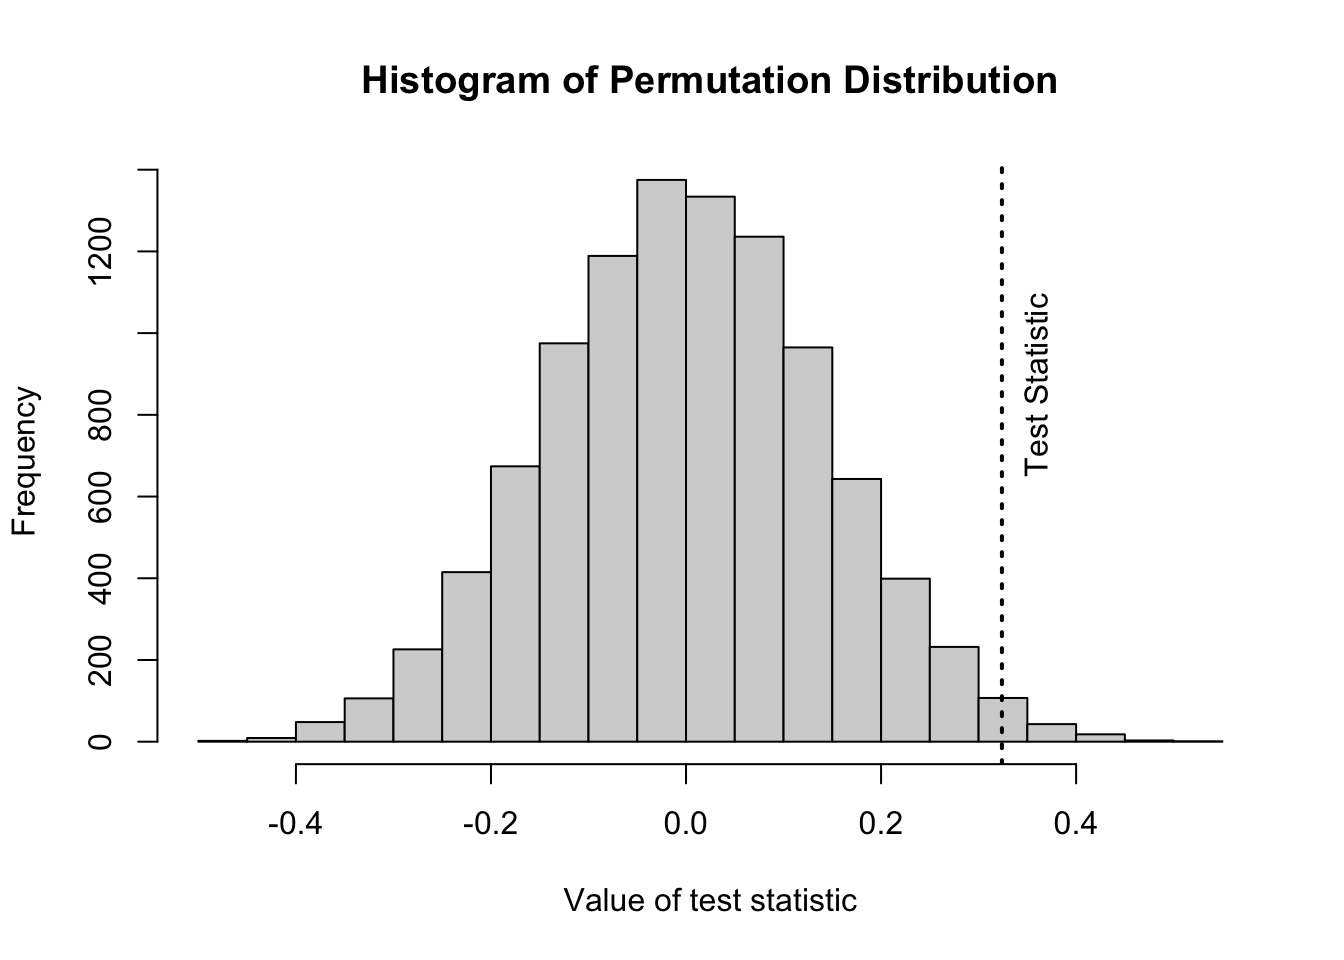 Histogram of Permutation Distribution
Frequency
1200
800
600
400
200
0
Test Statistic
-0.4
-0.2
0.0
0.2
0.4
Value of test statistic